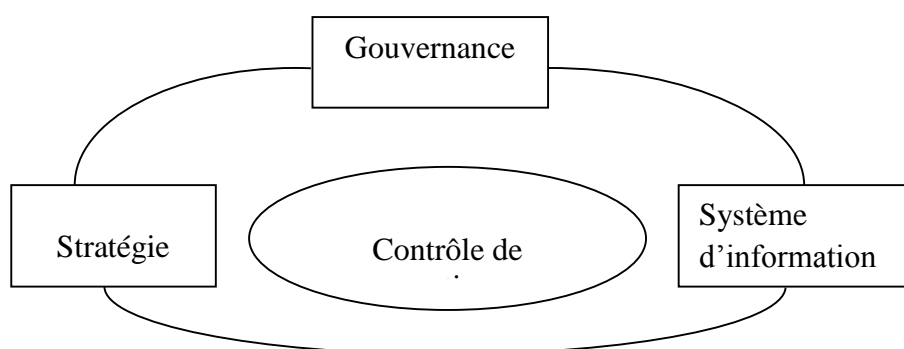 Gouvernance
Stratégie
Contrôle de
Système
d’information